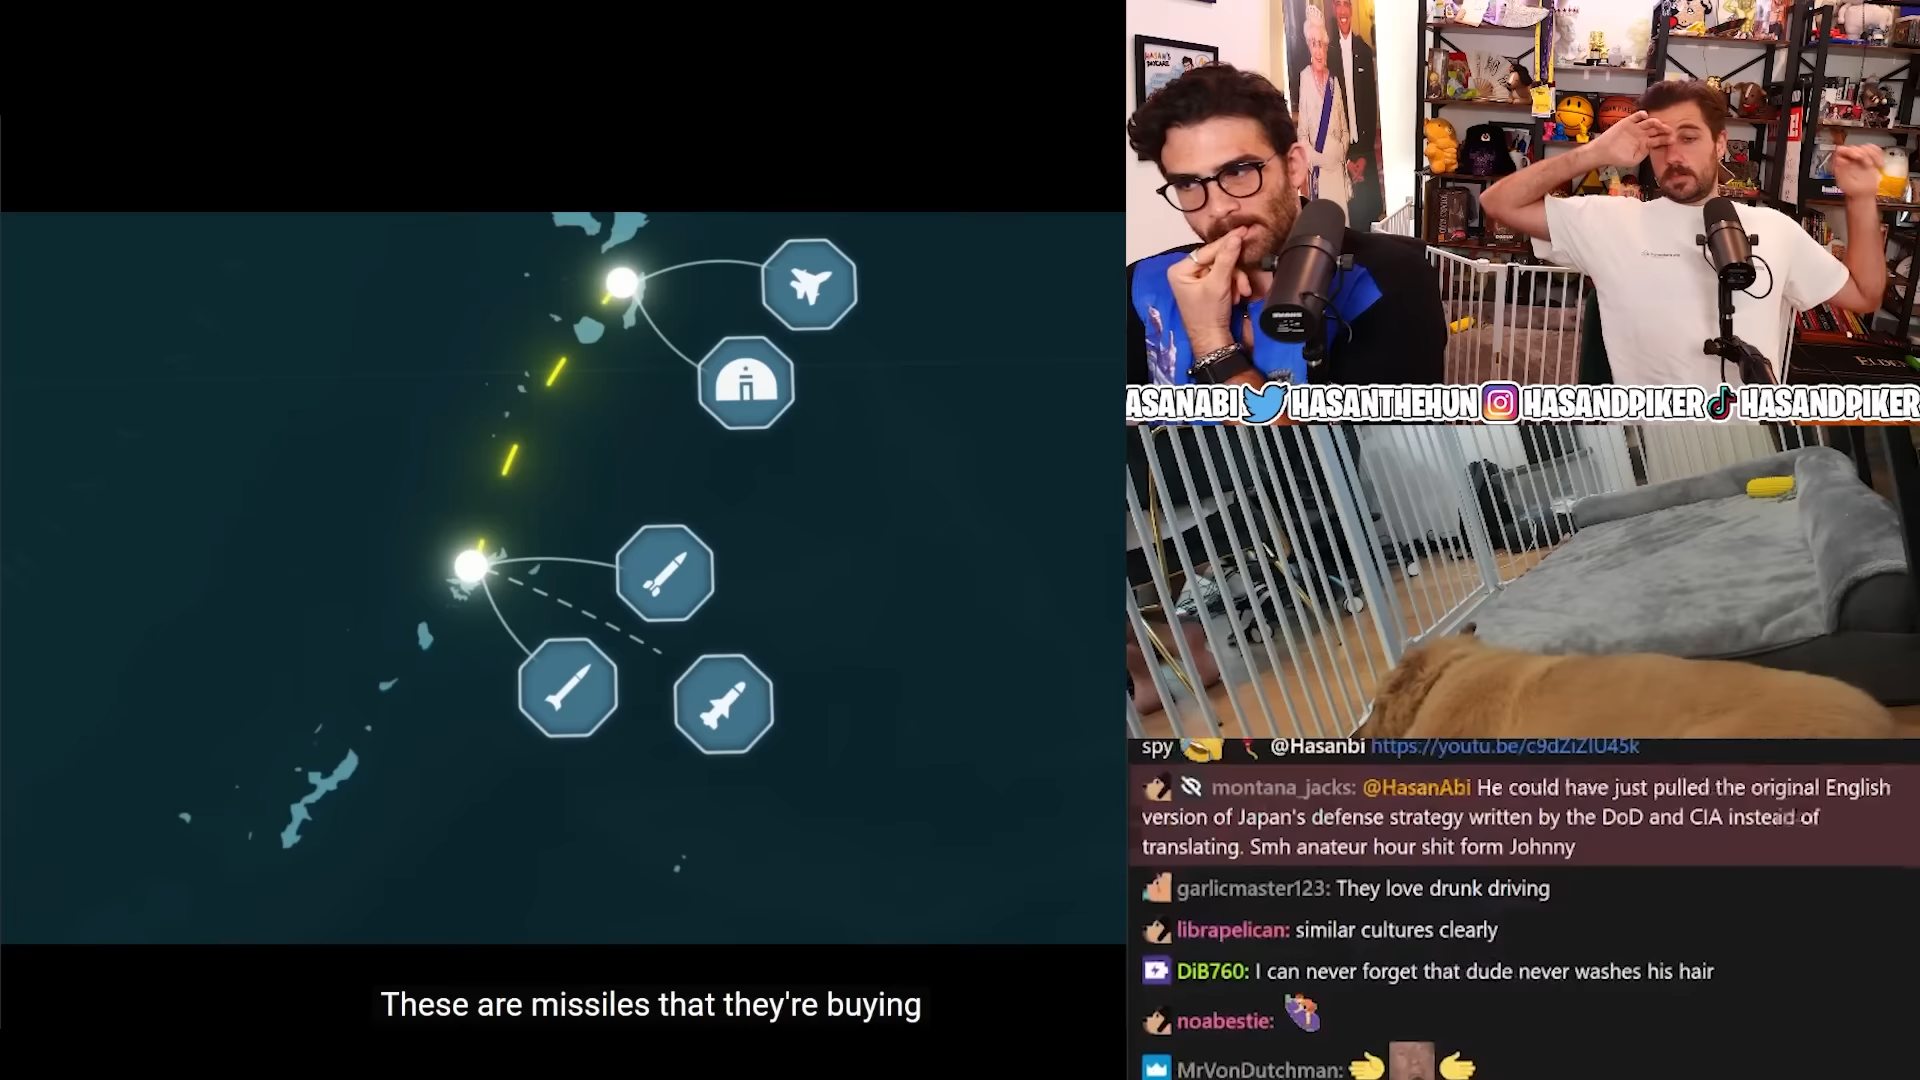 HASAN'S
DAYCARE
ELDEN
ASANABI HASANTHEHUN HASANDPIKER HASANDPIKER
spy @Hasanbi https://youtu.be/c9dZiZIU45k
montana_jacks: @HasanAbi He could have just pulled the original English
version of Japan's defense strategy written by the DoD and CIA instead of
translating. Smh anateur hour shit form Johnny
garlicmaster123: They love drunk driving
librapelican: similar cultures clearly
DiB760: I can never forget that dude never washes his hair
noabestie:
MrVonDutchman:
These are missiles that they're buying